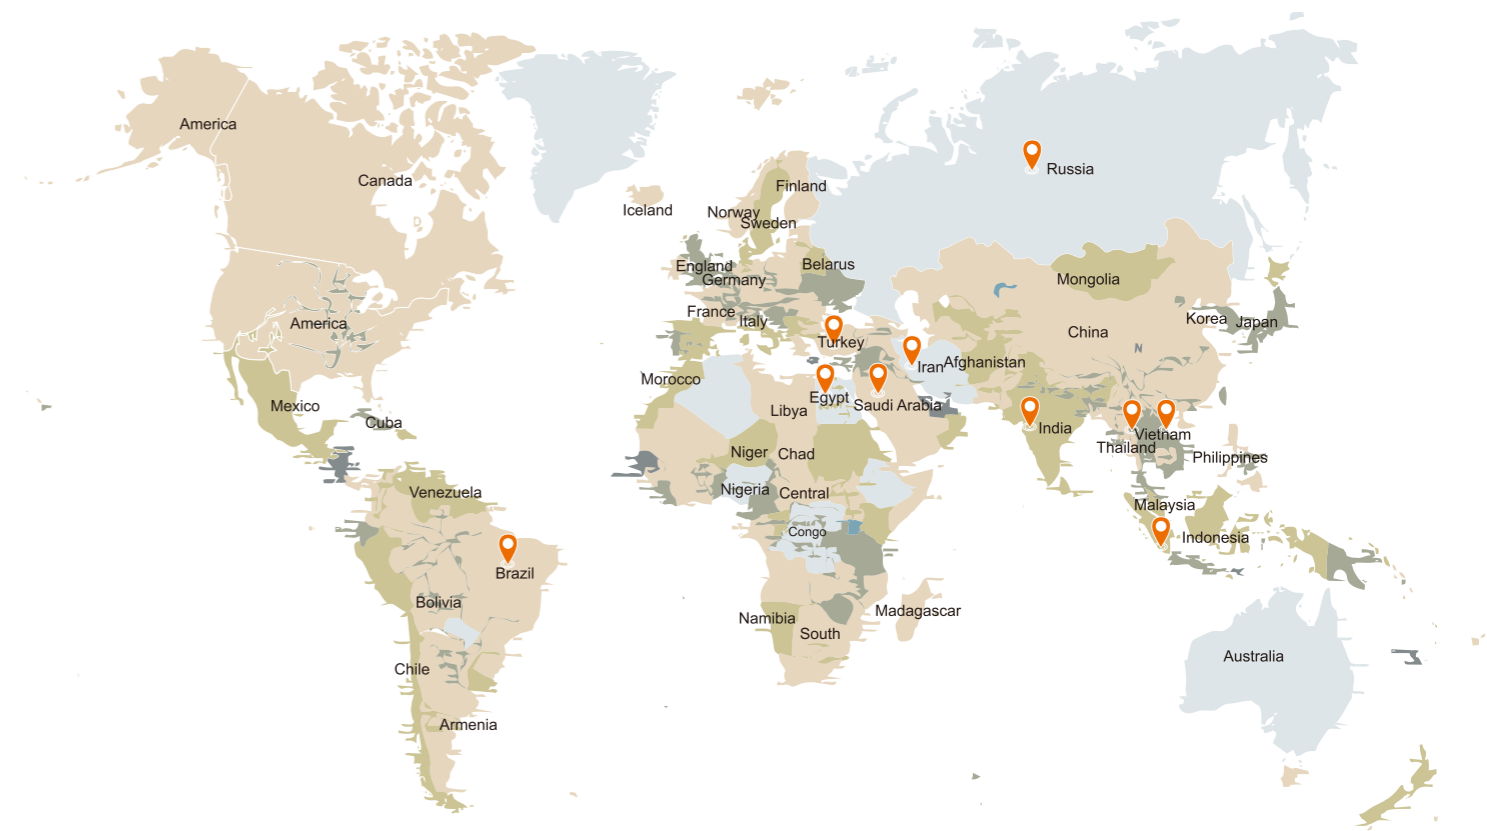 America
Canada
Russia
Finland
Iceland
Norway
Sweden
England
Belarus
Germany
Mongolia
France
Italy
America
Korea
Japan
China
Turkey
N
Iran
Afghanistan
Morocco
Egypt
Saudi Arabia
Mexico
Libya
Cuba
India
Vietnam
Thailand
Niger
Chad
Philippines
Venezuela
Nigeria
Central
Malaysia
Congo
Indonesia
Brazil
Bolivia
Madagascar
Namibia
South
Australia
Chile
Armenia